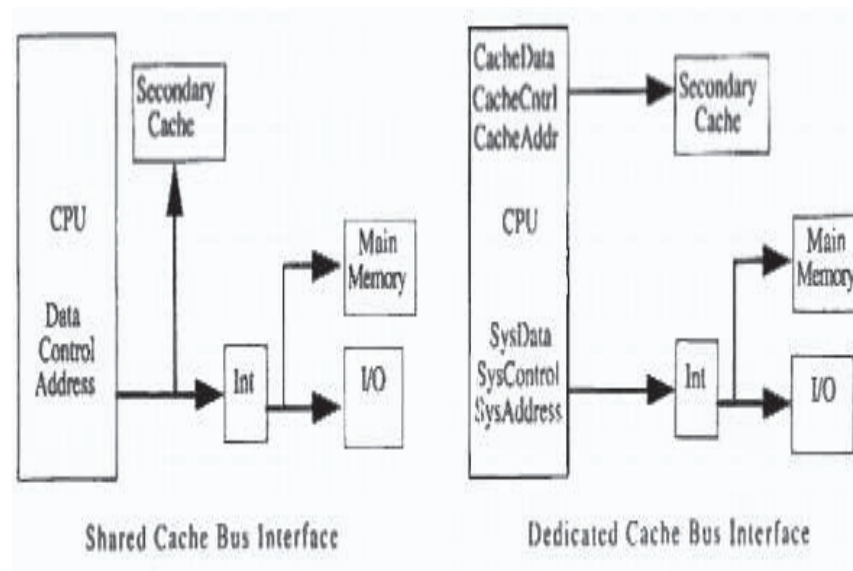 Secondary
Cache
CPU
Main
Memory
Data
Control
Address
Int
I/O
Shared Cache Bus Interface
CacheData
CacheCntrl
CacheAddr
Secondary
Cache
CPU
Main
Memory
SysData
SysControl
SysAddress
Int
I/O
Dedicated Cache Bus Interface